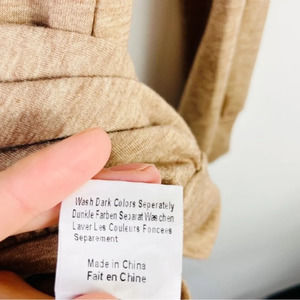 Wash Dark Colors Seperately
Dunkle Farben Separat Waschen
Laver Les Couleurs Foncees
Separement
Made in China
Fait en Chine